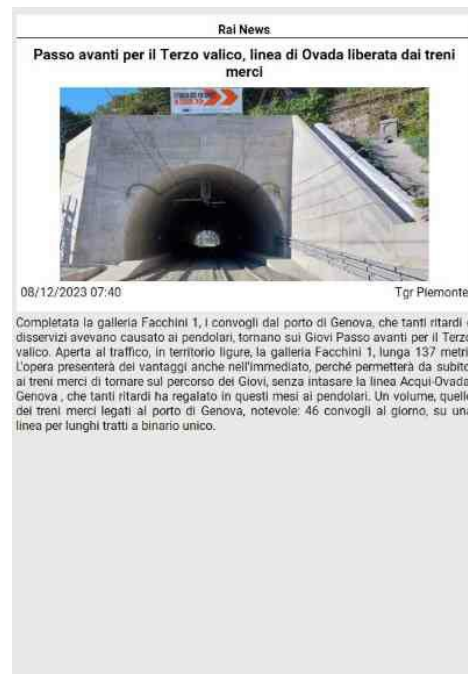 Rai News
Passo avanti per il Terzo valico, linea di Ovada liberata dai treni
merci
08/12/2023 07:40
Tgr Piemonte
Completata la galleria Facchini 1, i convogli dal porto di Genova, che tanti ritardi e
disservizi avevano causato ai pendolari, tornano sui Giovi Passo avanti per il Terzo
valico. Aperta al traffico, in territorio ligure, la galleria Facchini 1, lunga 137 metri.
L'opera presenterà dei vantaggi anche nell'immediato, perché permetterà da subito
ai treni merci di tornare sul percorso dei Giovi, senza intasare la linea Acqui-Ovada
Genova , che tanti ritardi ha regalato in questi mesi ai pendolari. Un volume, quello
dei treni merci legati al porto di Genova, notevole: 46 convogli al giorno, su una
linea per lunghi tratti a binario unico.